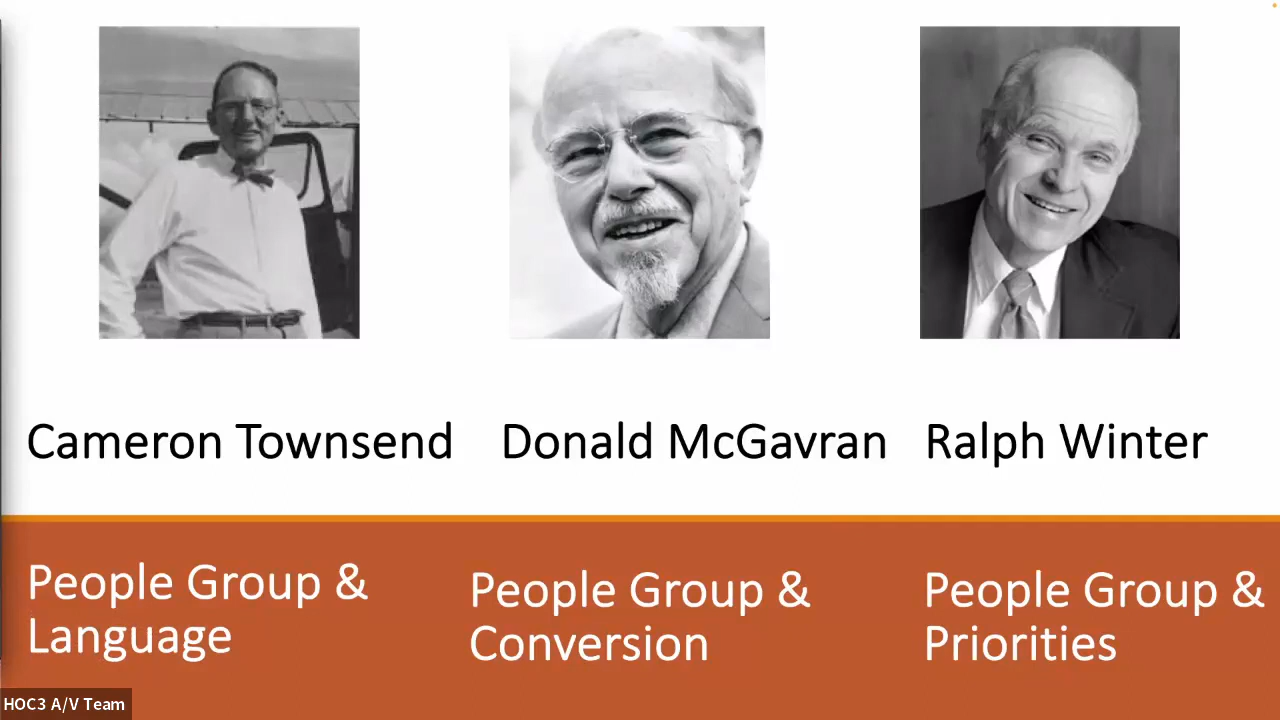 Cameron Townsend
Donald McGavran
Ralph Winter
People Group &
Language
People Group &
Conversion
People Group &
Priorities
HOC3 A/V Team